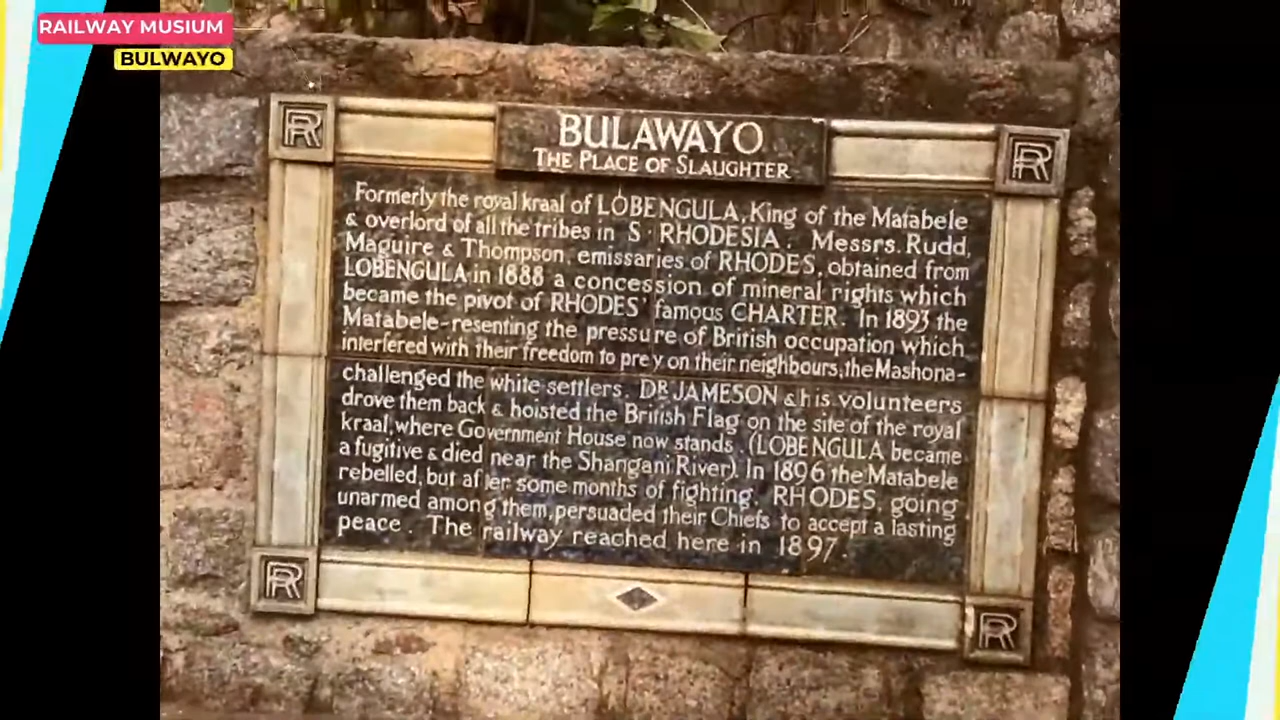 RAILWAY MUSIUM
BULWAYO
RR
RR
BULAWAYO
THE PLACE OF SLAUGHTER
Formerly the royal kraal of LOBENGULA, King of the Matabele
& overlord of all the tribes in S. RHODESIA. Messrs. Rudd,
Maguire & Thompson, emissaries of RHODES, obtained from
LOBENGULA in 1888 a concession of mineral rights which
became the pivot of RHODES' famous CHARTER. In 1893 the
Matabele-resenting the pressure of British occupation which
interfered with their freedom to prey on their neighbours, the Mashona-
challenged the white settlers. DR JAMESON & his volunteers
drove them back & hoisted the British Flag on the site of the royal
kraal, where Government House now stands. (LOBENGULA became
a fugitive & died near the Shangani River). In 1896 the Matabele
rebelled, but after some months of fighting, RHODES, going
unarmed among them, persuaded their Chiefs to accept a lasting
peace. The railway reached here in 1897.
RR
RR